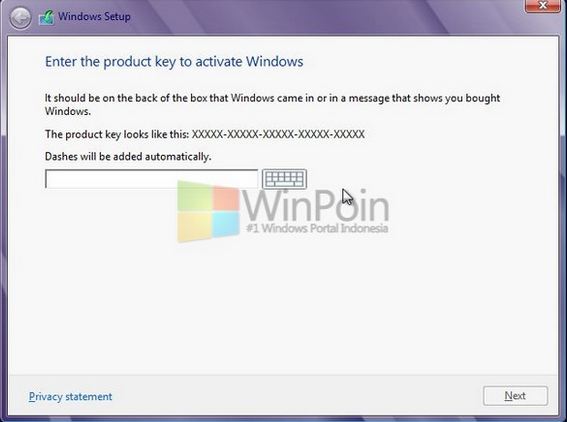 Windows Setup
Enter the product key to activate Windows
It should be on the back of the box that Windows came in or in a message that shows you bought
Windows.
The product key looks like this: XXXXX-XXXXX-XXXXX-XXXXX-XXXXX
Dashes will be added automatically.
WinPoin
#1 Windows Portal Indonesia
Privacy statement
Next